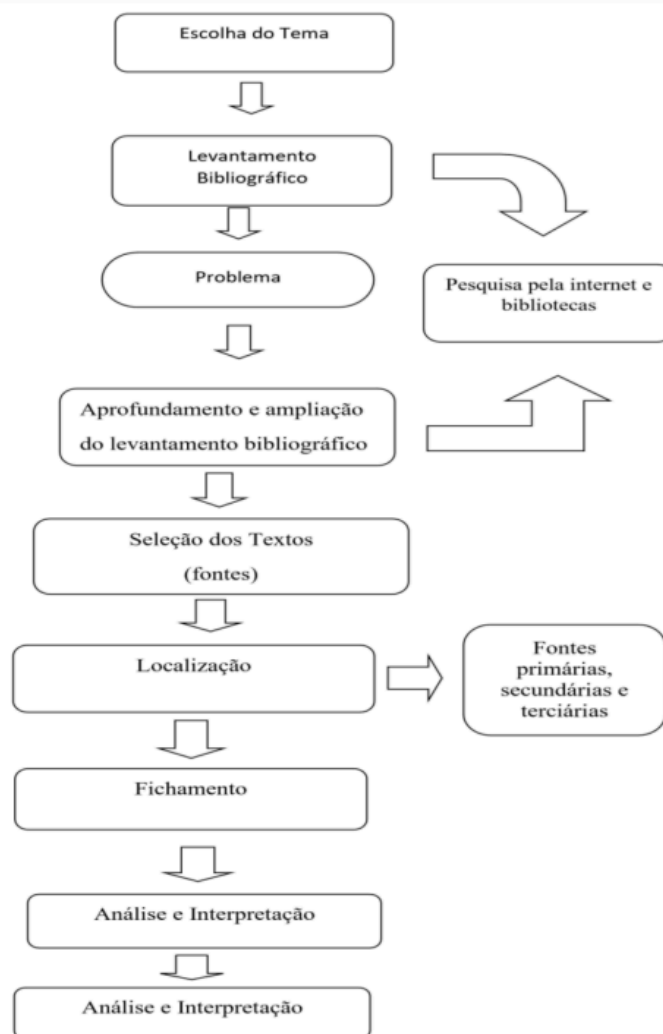 Escolha do Tema
Levantamento
Bibliográfico
Problema
Pesquisa pela internet e
bibliotecas
Aprofundamento e ampliação
do levantamento bibliográfico
Seleção dos Textos
(fontes)
Localização
Fontes
primárias,
secundárias e
terciárias
Fichamento
Análise e Interpretação
Análise e Interpretação